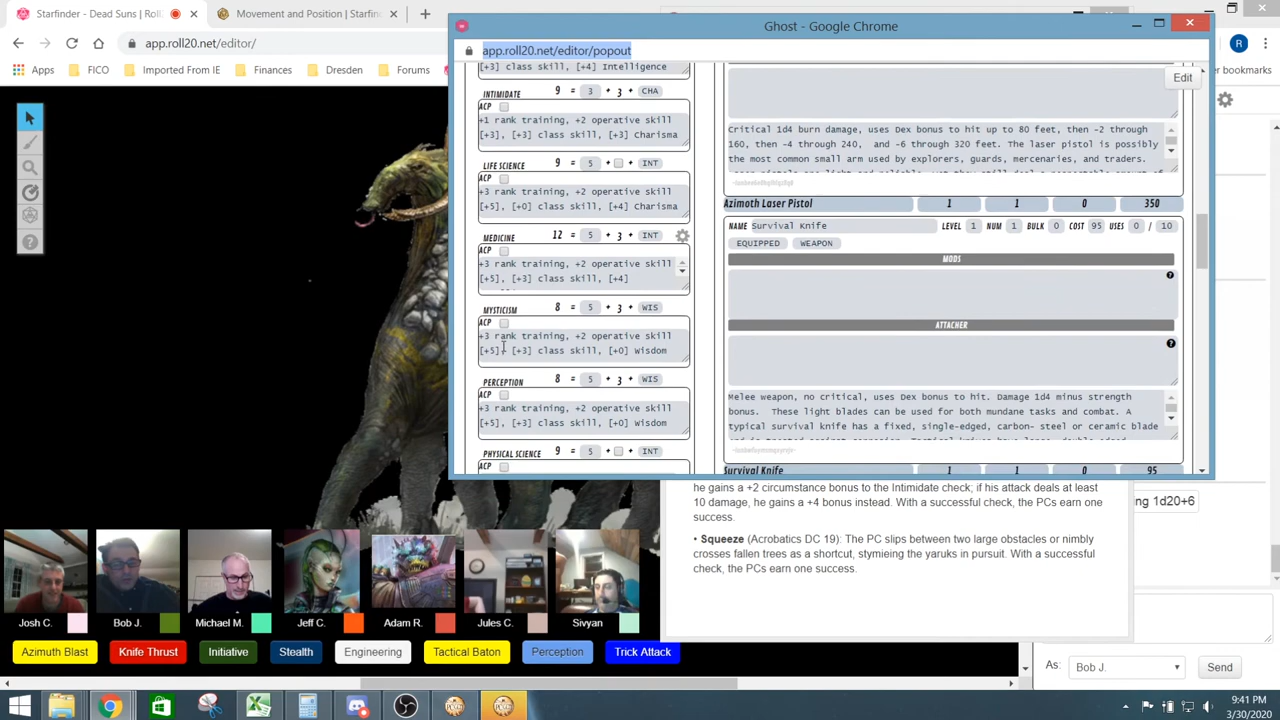 Starfinder - Dead Suns | Roll
Movement and Position | Starfin
Ghost - Google Chrome
app.roll20.net/editor/
app.roll20.net/editor/popout
Apps
FICO
Imported From IE
Finances
Dresden
Forums
bookmarks
Edit
[+3] class skill, [+4] Intelligence
INTIMIDATE 9 = 3 + 3 + CHA
ACP
+1 rank training, +2 operative skill
[+3], [+3] class skill, [+3] Charisma
LIFE SCIENCE 9 = 5 + + INT
ACP
+3 rank training, +2 operative skill
[+5], [+0] class skill, [+4] Charisma
MEDICINE 12 = 5 + 3 + INT
ACP
+3 rank training, +2 operative skill
[+5], [+3] class skill, [+4]
MYSTICISM 8 = 5 + 3 + WIS
ACP
+3 rank training, +2 operative skill
[+5], [+3] class skill, [+0] Wisdom
PERCEPTION 8 = 5 + 3 + WIS
ACP
+3 rank training, +2 operative skill
[+5], [+3] class skill, [+0] Wisdom
PHYSICAL SCIENCE 9 = 5 + + INT
ACP
Critical 1d4 burn damage, uses Dex bonus to hit up to 80 feet, then -2 through
160, then -4 through 240, and -6 through 320 feet. The laser pistol is possibly
the most common small arm used by explorers, guards, mercenaries, and traders.
Azimoth Laser Pistol 1 1 0 350
NAME Survival Knife LEVEL 1 NUM 1 BULK 0 COST 95 USES 0 / 10
EQUIPPED WEAPON
MODS
ATTACHER
Melee weapon, no critical, uses Dex bonus to hit. Damage 1d4 minus strength
bonus. These light blades can be used for both mundane tasks and combat. A
typical survival knife has a fixed, single-edged, carbon- steel or ceramic blade
Survival Knife 1 1 0 95
he gains a +2 circumstance bonus to the Intimidate check; if his attack deals at least
10 damage, he gains a +4 bonus instead. With a successful check, the PCs earn one
success.
• Squeeze (Acrobatics DC 19): The PC slips between two large obstacles or nimbly
crosses fallen trees as a shortcut, stymieing the yaruks in pursuit. With a successful
check, the PCs earn one success.
ng 1d20+6
Josh C.
Bob J.
Michael M.
Jeff C.
Adam R.
Jules C.
Sivyan
Azimuth Blast
Knife Thrust
Initiative
Stealth
Engineering
Tactical Baton
Perception
Trick Attack
As: Bob J. Send
9:41 PM
3/30/2020